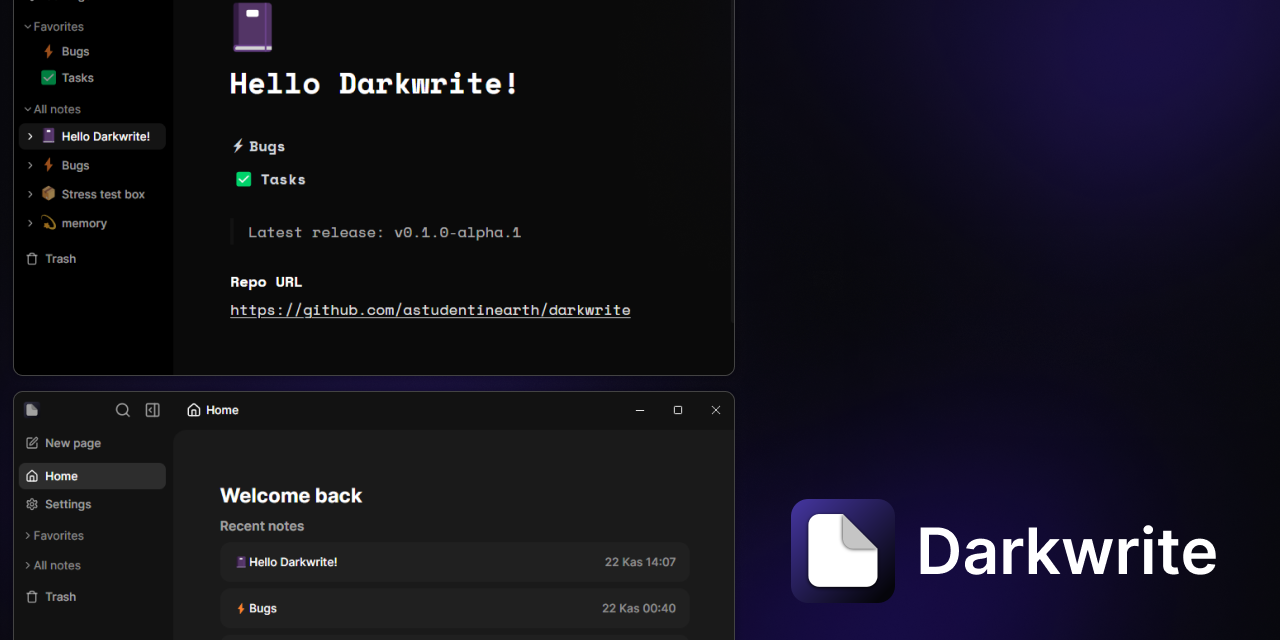 Favorites
Bugs
Tasks
All notes
Hello Darkwrite!
Bugs
Stress test box
memory
Trash
Hello Darkwrite!
Bugs
Tasks
Latest release: v0.1.0-alpha.1
Repo URL
https://github.com/astudentinearth/darkwrite
Home
New page
Home
Settings
Favorites
All notes
Trash
Welcome back
Recent notes
Hello Darkwrite! 22 Kas 14:07
Bugs 22 Kas 00:40
Darkwrite